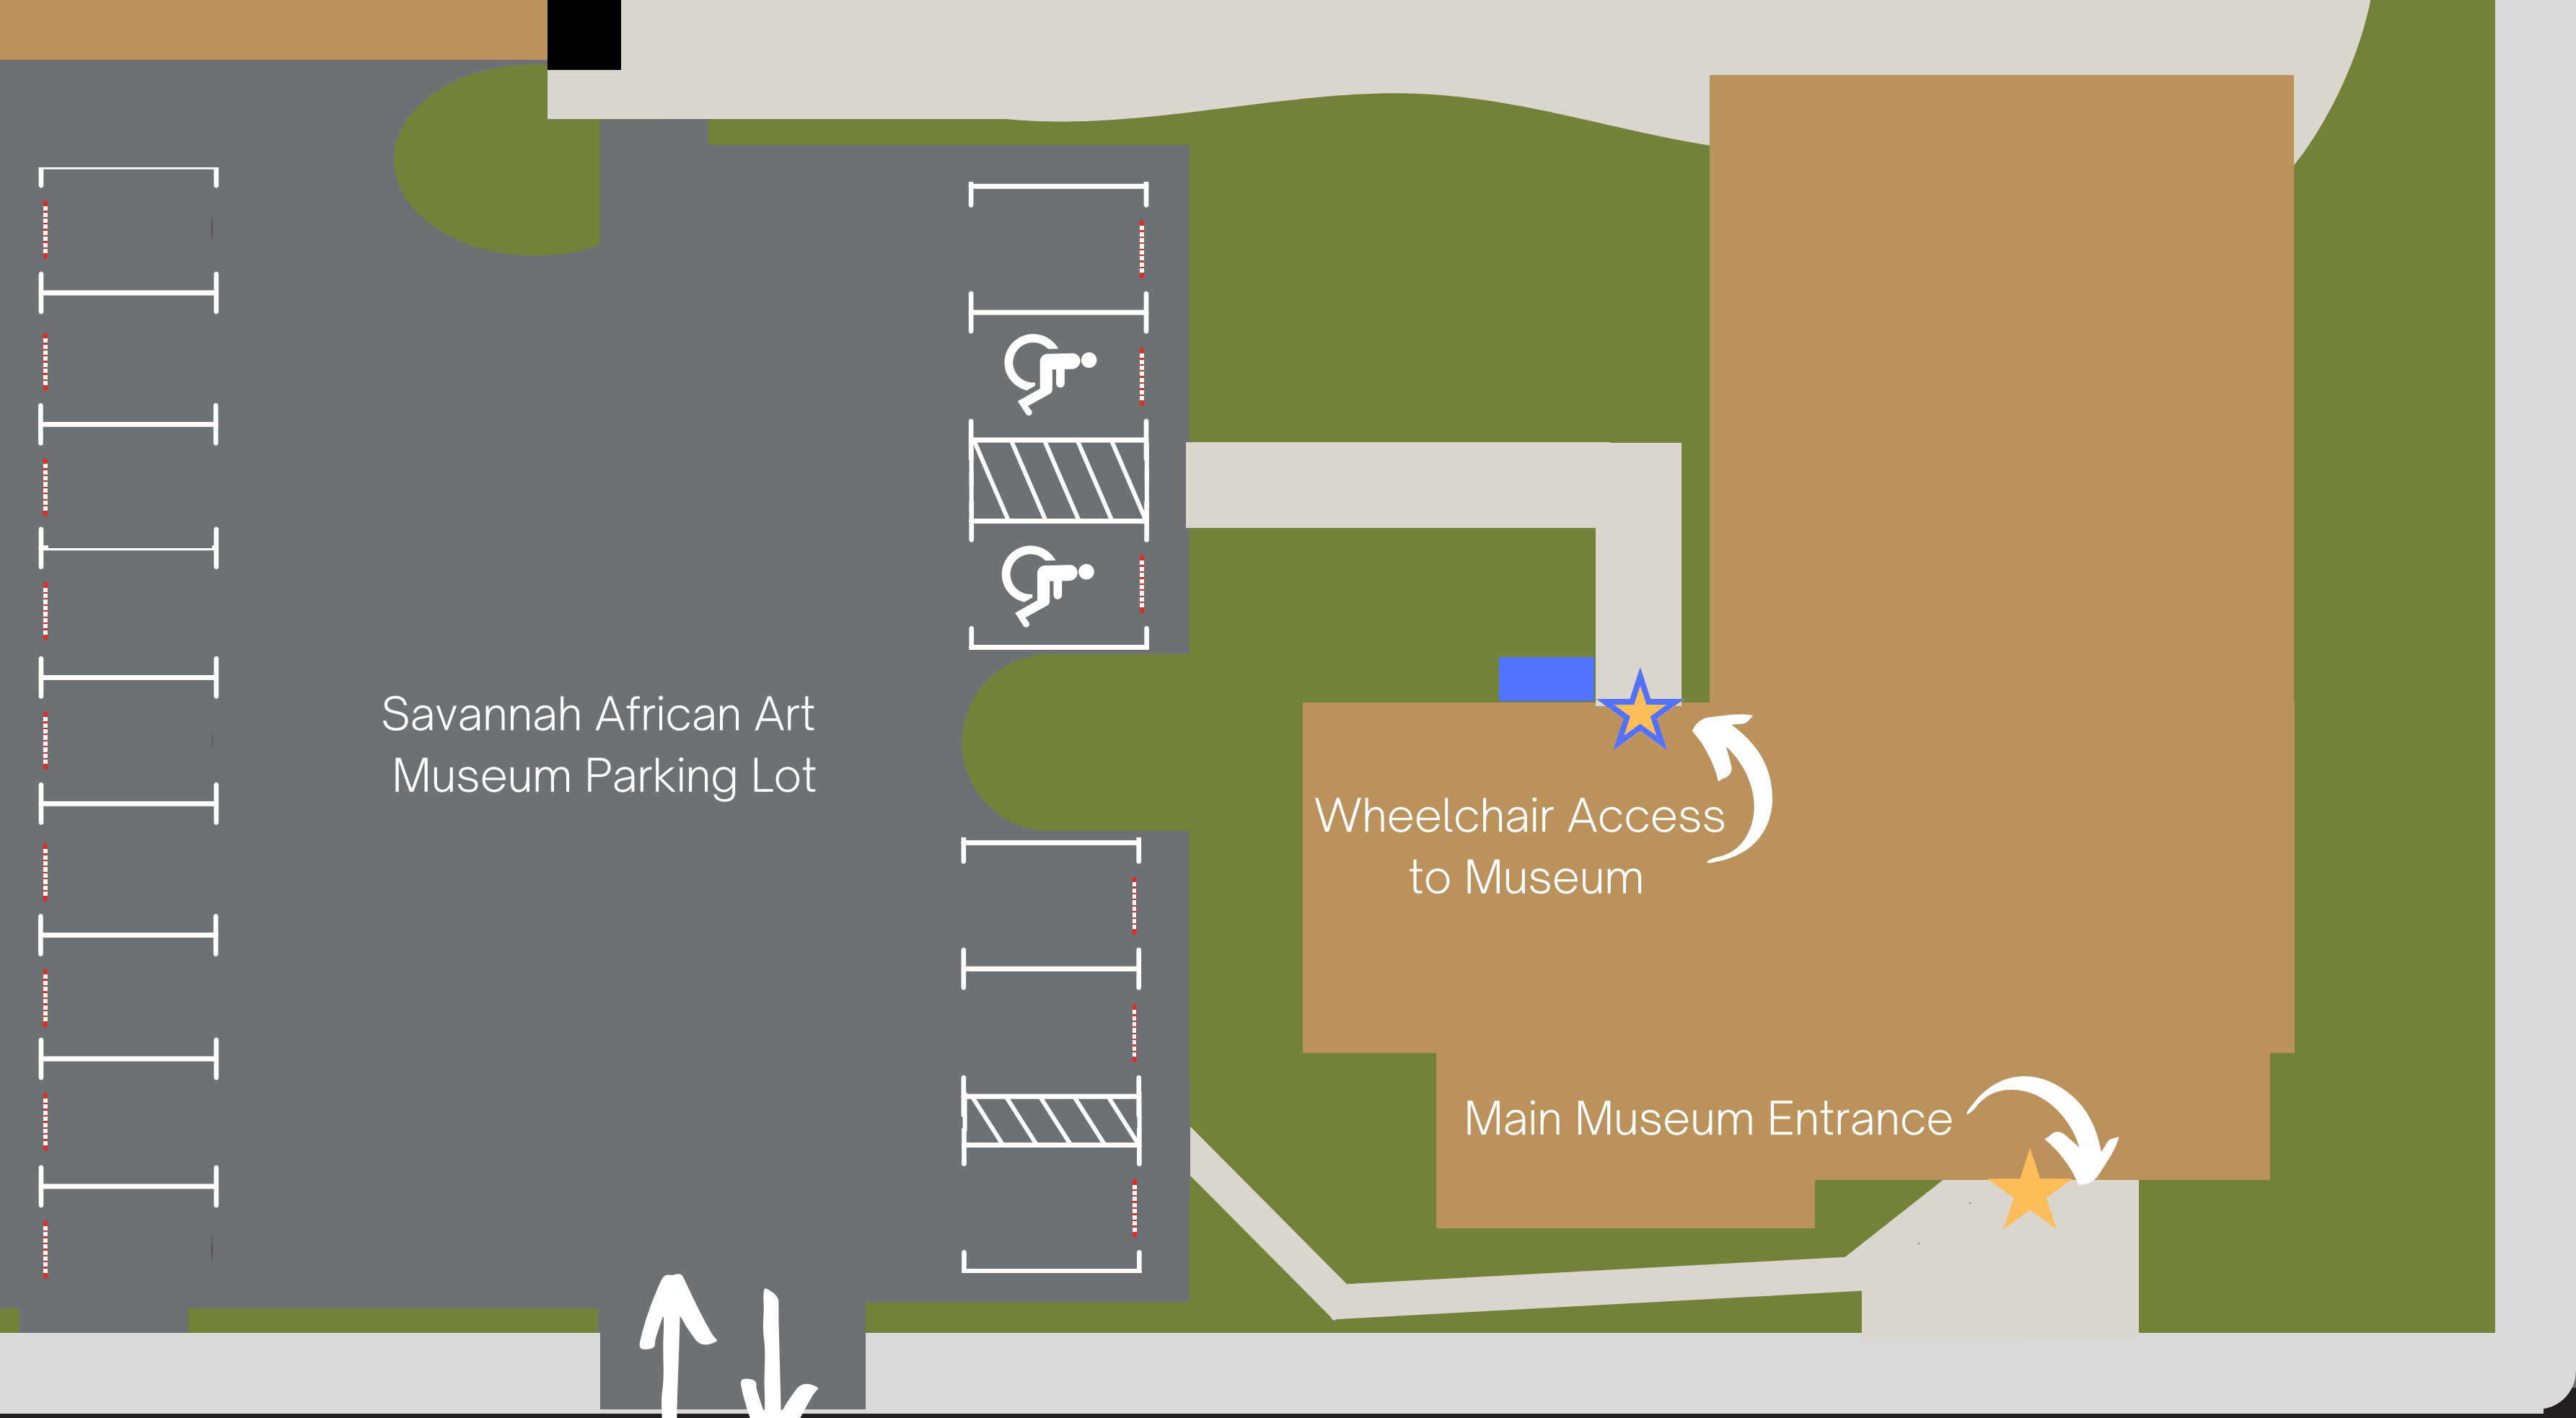 Savannah African Art
Museum Parking Lot
Wheelchair Access
to Museum
Main Museum Entrance